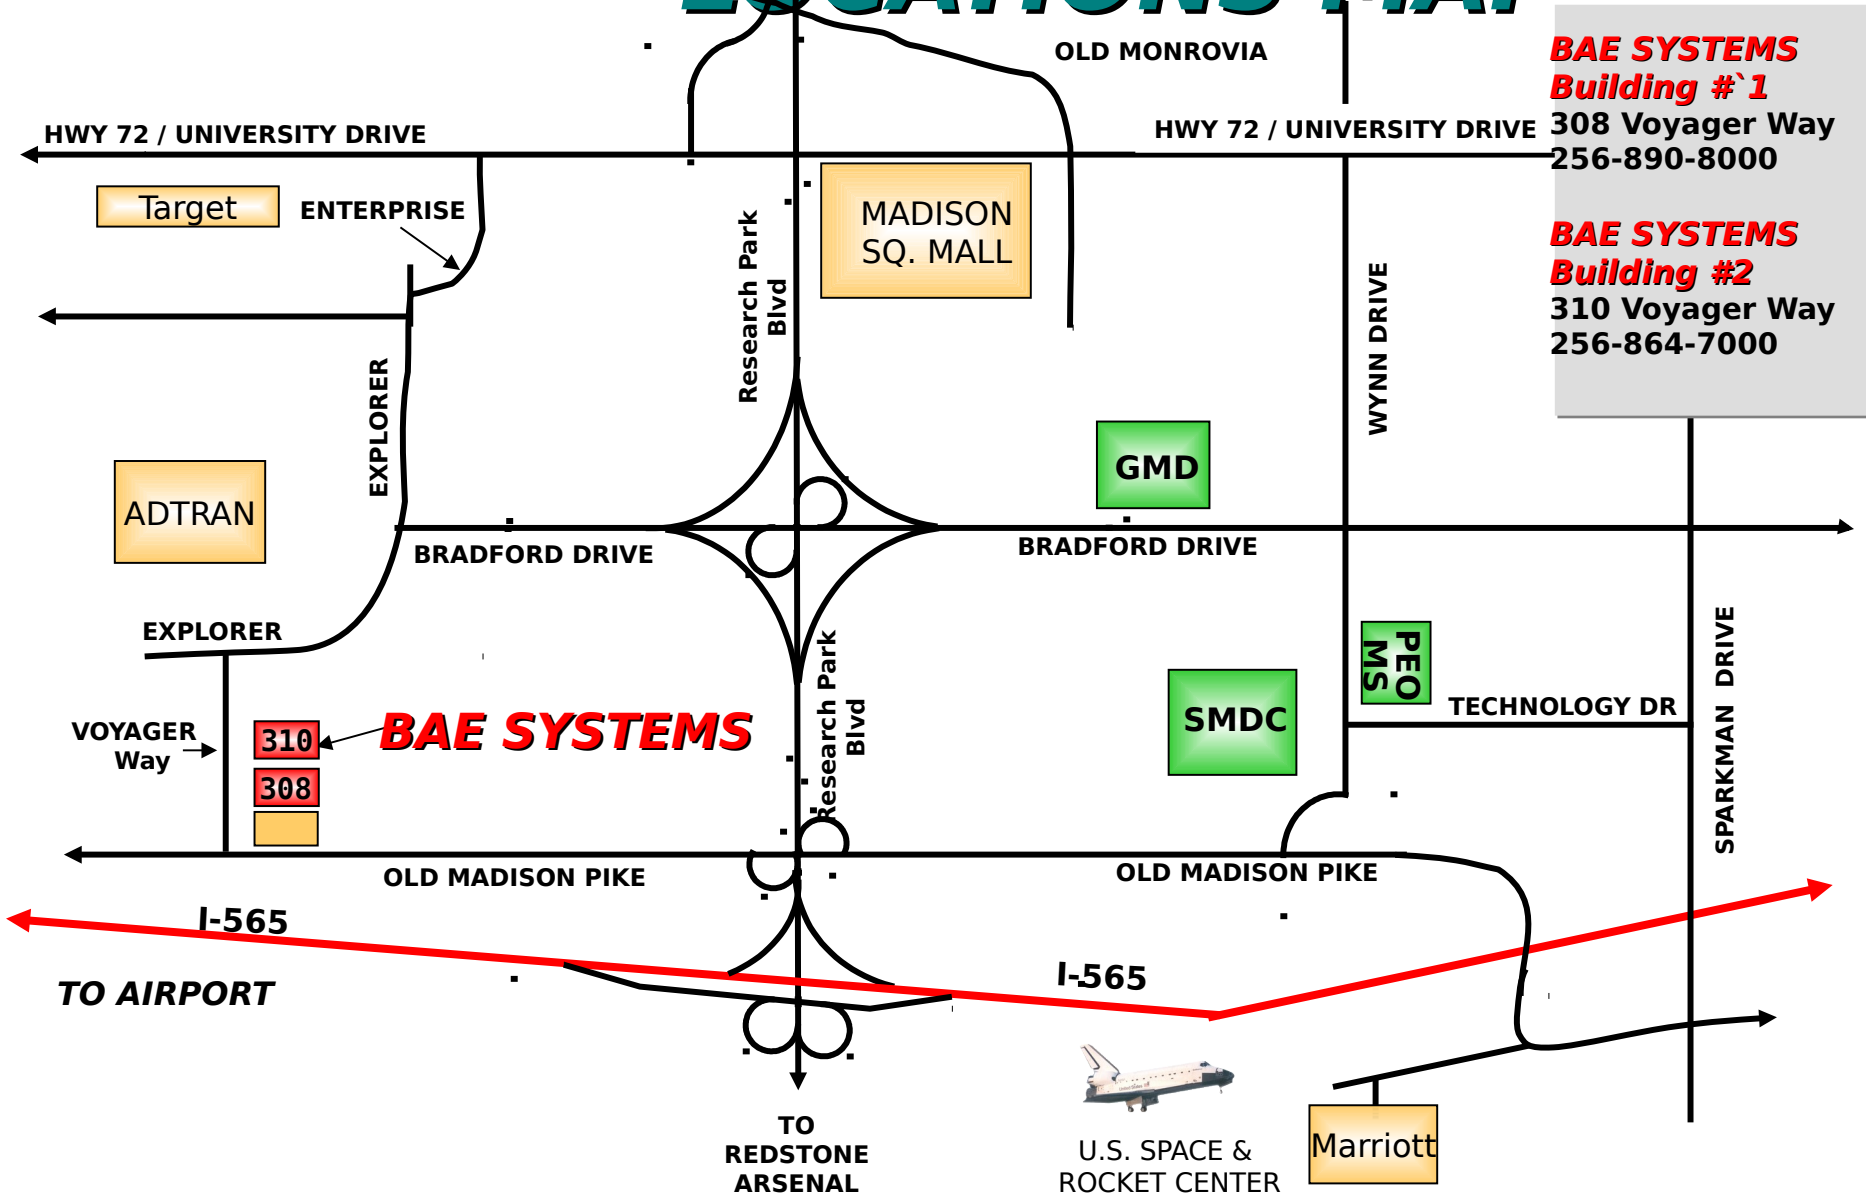 LOCATIONS MAP
OLD MONROVIA
BAE SYSTEMS
Building #`1
308 Voyager Way
256-890-8000
BAE SYSTEMS
Building #2
310 Voyager Way
256-864-7000
HWY 72 / UNIVERSITY DRIVE
HWY 72 / UNIVERSITY DRIVE
Target
ENTERPRISE
MADISON
SQ. MALL
Research Park
Blvd
WYNN DRIVE
EXPLORER
GMD
ADTRAN
BRADFORD DRIVE
BRADFORD DRIVE
EXPLORER
PEO
MS
SPARKMAN DRIVE
Research Park
Blvd
SMDC
TECHNOLOGY DR
VOYAGER
Way
310
BAE SYSTEMS
308
OLD MADISON PIKE
OLD MADISON PIKE
I-565
I-565
TO AIRPORT
TO
REDSTONE
ARSENAL
U.S. SPACE &
ROCKET CENTER
Marriott